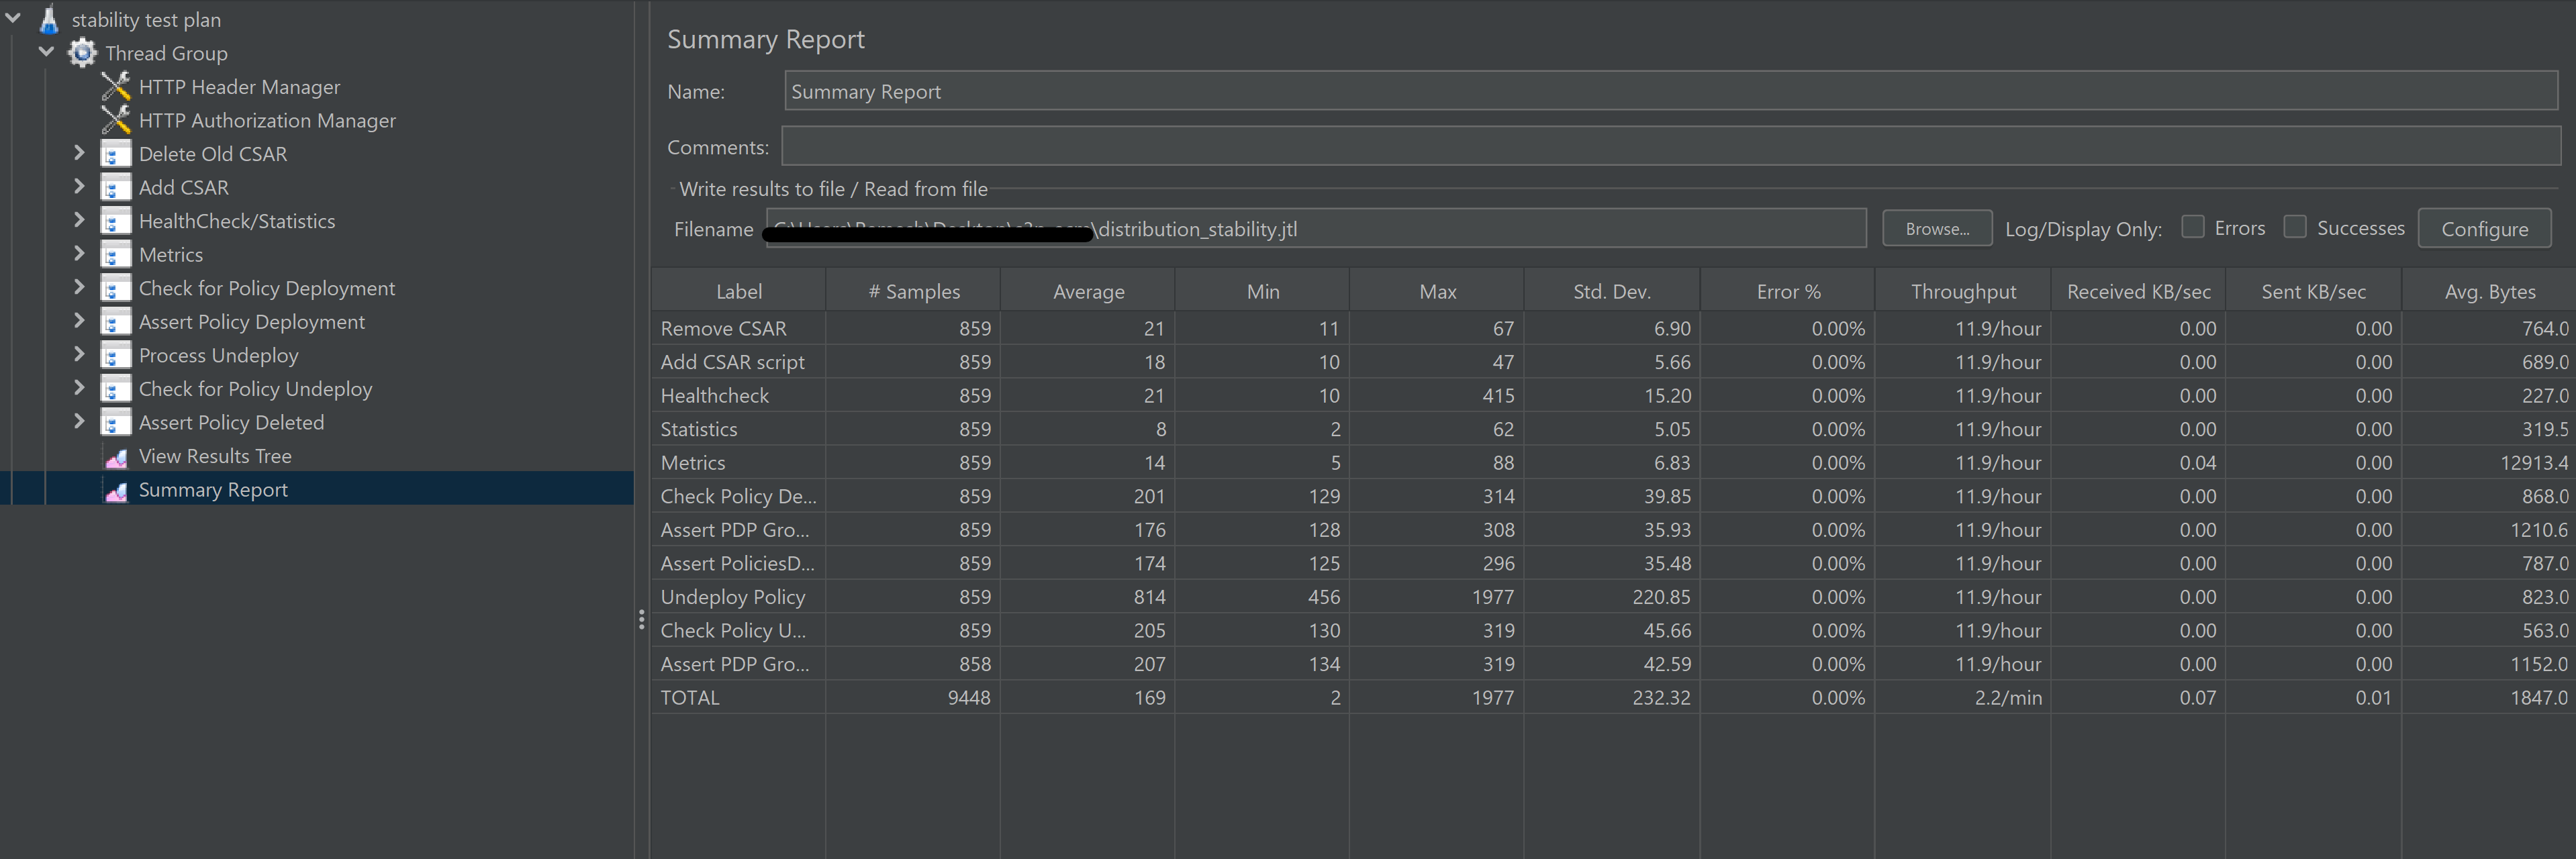 stability test plan
Thread Group
HTTP Header Manager
HTTP Authorization Manager
Delete Old CSAR
Add CSAR
HealthCheck/Statistics
Metrics
Check for Policy Deployment
Assert Policy Deployment
Process Undeploy
Check for Policy Undeploy
Assert Policy Deleted
View Results Tree
Summary Report
Summary Report
Name: Summary Report
Comments:
Write results to file / Read from file
Filename \distribution_stability.jtl Browse... Log/Display Only: Errors Successes Configure
Label # Samples Average Min Max Std. Dev. Error % Throughput Received KB/sec Sent KB/sec Avg. Bytes
Remove CSAR 859 21 11 67 6.90 0.00% 11.9/hour 0.00 0.00 764.0
Add CSAR script 859 18 10 47 5.66 0.00% 11.9/hour 0.00 0.00 689.0
Healthcheck 859 21 10 415 15.20 0.00% 11.9/hour 0.00 0.00 227.0
Statistics 859 8 2 62 5.05 0.00% 11.9/hour 0.00 0.00 319.5
Metrics 859 14 5 88 6.83 0.00% 11.9/hour 0.04 0.00 12913.4
Check Policy De... 859 201 129 314 39.85 0.00% 11.9/hour 0.00 0.00 868.0
Assert PDP Gro... 859 176 128 308 35.93 0.00% 11.9/hour 0.00 0.00 1210.6
Assert PoliciesD... 859 174 125 296 35.48 0.00% 11.9/hour 0.00 0.00 787.0
Undeploy Policy 859 814 456 1977 220.85 0.00% 11.9/hour 0.00 0.00 823.0
Check Policy U... 859 205 130 319 45.66 0.00% 11.9/hour 0.00 0.00 563.0
Assert PDP Gro... 858 207 134 319 42.59 0.00% 11.9/hour 0.00 0.00 1152.0
TOTAL 9448 169 2 1977 232.32 0.00% 2.2/min 0.07 0.01 1847.0